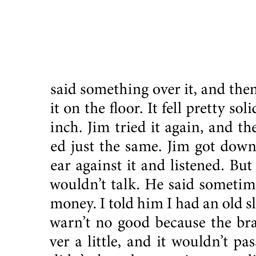 said something over it, and then
it on the floor. It fell pretty soli
inch. Jim tried it again, and the
ed just the same. Jim got down
ear against it and listened. But
wouldn't talk. He said sometim
money. I told him I had an old sl
warn't no good because the bra
ver a little, and it wouldn't pas